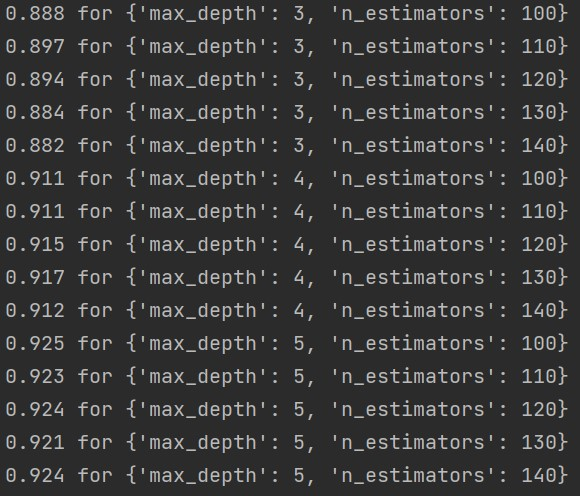 0.888 for {'max_depth': 3, 'n_estimators': 100}
0.897 for {'max_depth': 3, 'n_estimators': 110}
0.894 for {'max_depth': 3, 'n_estimators': 120}
0.884 for {'max_depth': 3, 'n_estimators': 130}
0.882 for {'max_depth': 3, 'n_estimators': 140}
0.911 for {'max_depth': 4, 'n_estimators': 100}
0.911 for {'max_depth': 4, 'n_estimators': 110}
0.915 for {'max_depth': 4, 'n_estimators': 120}
0.917 for {'max_depth': 4, 'n_estimators': 130}
0.912 for {'max_depth': 4, 'n_estimators': 140}
0.925 for {'max_depth': 5, 'n_estimators': 100}
0.923 for {'max_depth': 5, 'n_estimators': 110}
0.924 for {'max_depth': 5, 'n_estimators': 120}
0.921 for {'max_depth': 5, 'n_estimators': 130}
0.924 for {'max_depth': 5, 'n_estimators': 140}